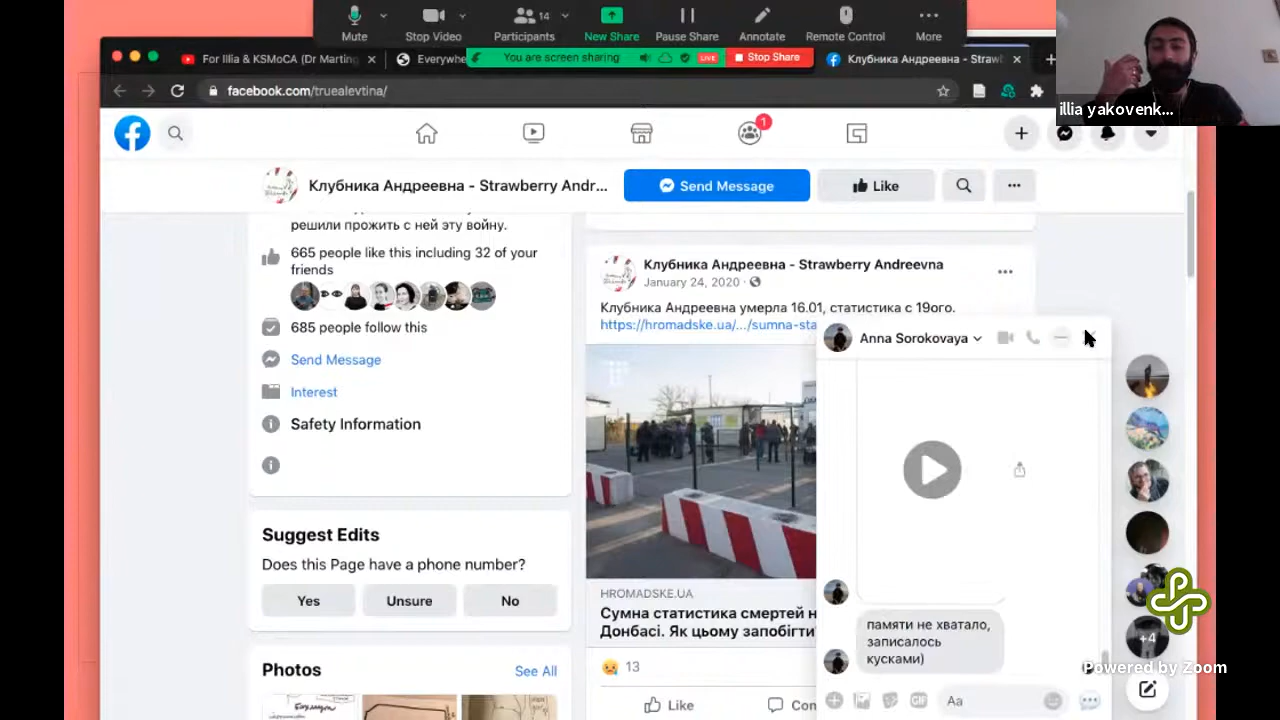 Mute
Stop Video
Participants
14
New Share
Pause Share
Annotate
Remote Control
More
For Illia & KSMoCA (Dr Marting
Everywhe
You are screen sharing
LIVE
Stop Share
Клубника Андреевна - Straw
facebook.com/truealevtina/
illia yakovenk...
1
Клубника Андреевна - Strawberry Andr...
Send Message
Like
решили прожить с ней эту войну.
665 people like this including 32 of your
friends
685 people follow this
Send Message
Interest
Safety Information
Suggest Edits
Does this Page have a phone number?
Yes
Unsure
No
Photos
See All
Клубника Андреевна - Strawberry Andreevna
January 24, 2020
Клубника Андреевна умерла 16.01, статистика с 19ого.
https://hromadske.ua/.../sumna-sta
HROMADSKE.UA
Сумна статистика смертей н
Донбасі. Як цьому запобігти?
13
Like
Con
Anna Sorokovaya
памяти не хватало,
записалось
кусками)
GIF
Aa
+4
Powered by Zoom